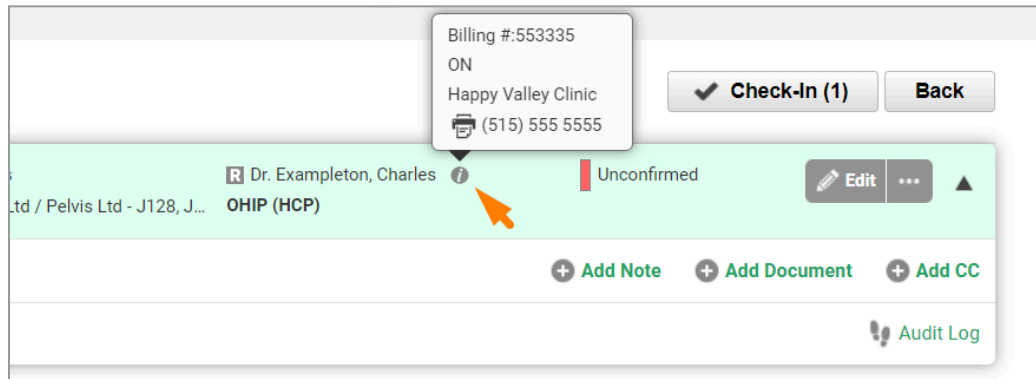 Billing #:553335
ON
Happy Valley Clinic
(515) 555 5555
Check-In (1)
Back
R Dr. Exampleton, Charles
Unconfirmed
Edit
Ltd / Pelvis Ltd - J128, J...
OHIP (HCP)
Add Note
Add Document
Add CC
Audit Log